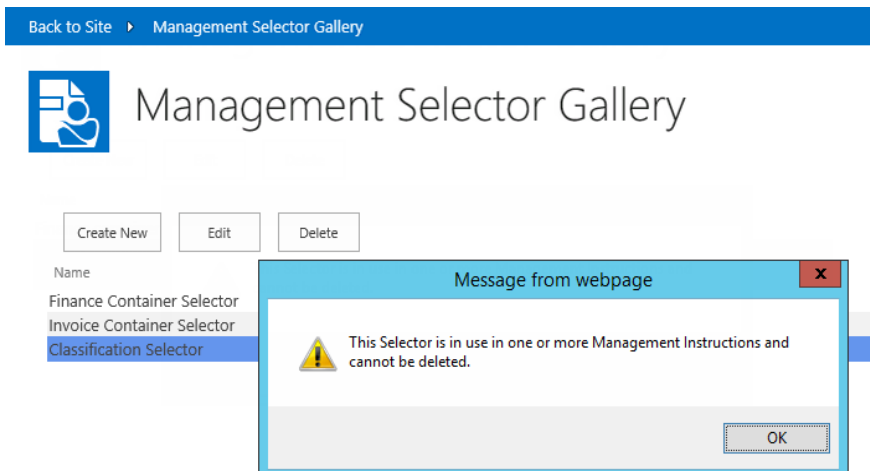 Back to Site ▸ Management Selector Gallery
Management Selector Gallery
Create New Edit Delete
Name
Finance Container Selector
Invoice Container Selector
Classification Selector
Message from webpage x
This Selector is in use in one or more Management Instructions and
cannot be deleted.
OK